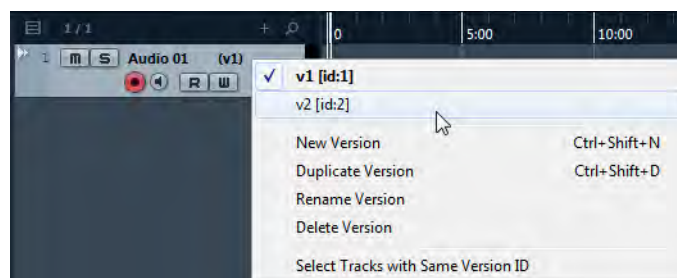 1/1 + 0 5:00 10:00
1 m S Audio 01 (v1)
R W
✓ v1 [id:1]
v2 [id:2]
New Version Ctrl+Shift+N
Duplicate Version Ctrl+Shift+D
Rename Version
Delete Version
Select Tracks with Same Version ID